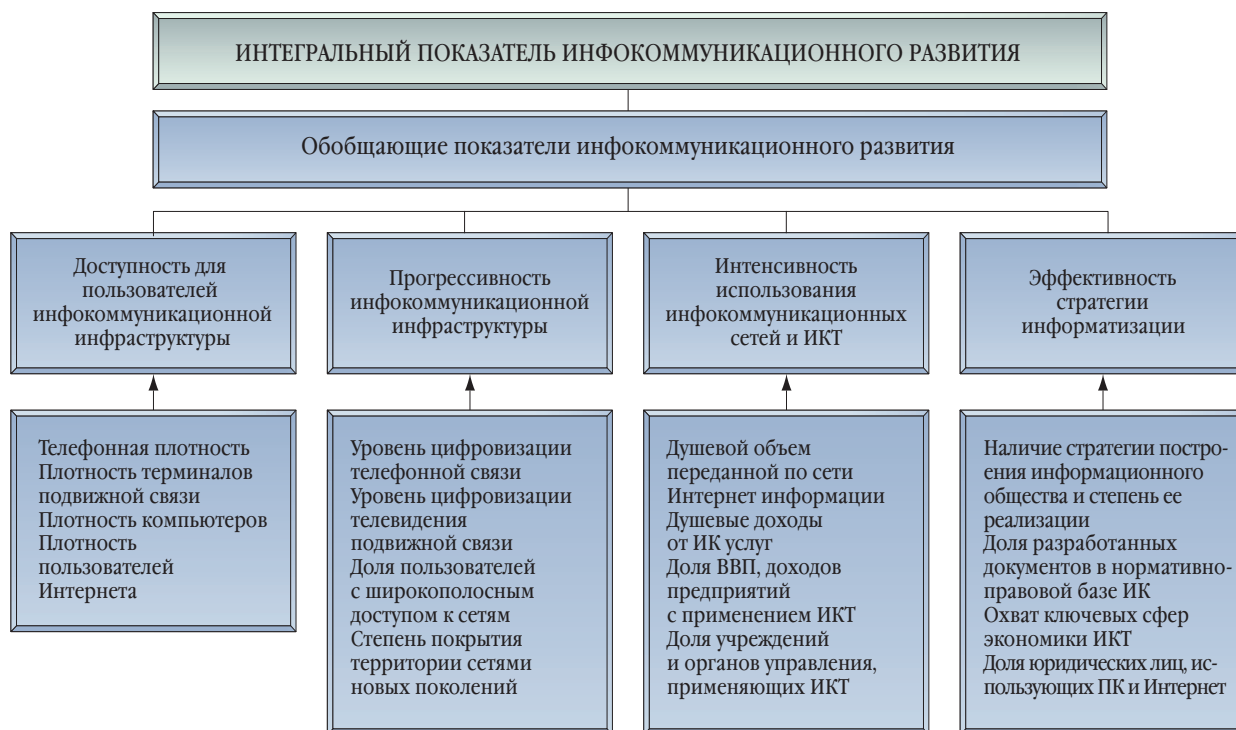 ИНТЕГРАЛЬНЫЙ ПОКАЗАТЕЛЬ ИНФОКОММУНИКАЦИОННОГО РАЗВИТИЯ
Обобщающие показатели инфокоммуникационного развития
Доступность для
пользователей
инфокоммуникационной
инфраструктуры
Прогрессивность
инфокоммуникационной
инфраструктуры
Интенсивность
использования
инфокоммуникационных
сетей и ИКТ
Эффективность
стратегии
информатизации
Телефонная плотность
Плотность терминалов
подвижной связи
Плотность компьютеров
Плотность
пользователей
Интернета
Уровень цифровизации
телефонной связи
Уровень цифровизации
телевидения
подвижной связи
Доля пользователей
с широкополосным
доступом к сетям
Степень покрытия
территории сетями
новых поколений
Душевой объем
переданной по сети
Интернет информации
Душевые доходы
от ИК услуг
Доля ВВП, доходов
предприятий
с применением ИКТ
Доля учреждений
и органов управления,
применяющих ИКТ
Наличие стратегии построе-
ния информационного
общества и степень ее
реализации
Доля разработанных
документов в нормативно-
правовой базе ИК
Охват ключевых сфер
экономики ИКТ
Доля юридических лиц, ис-
пользующих ПК и Интернет